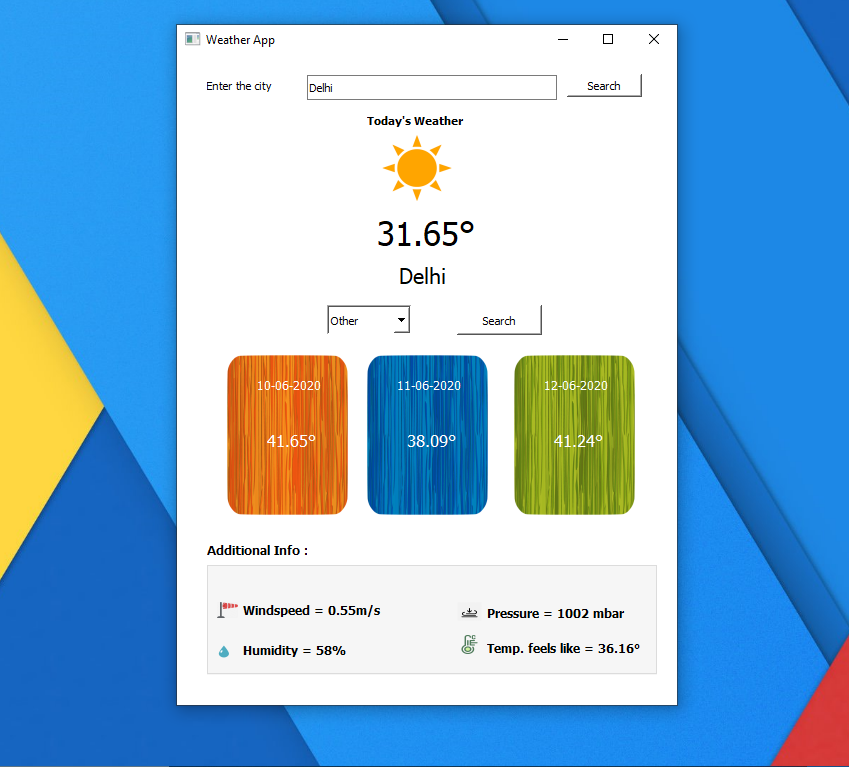 Weather App
Enter the city Delhi Search
Today's Weather
31.65°
Delhi
Other Search
10-06-2020 11-06-2020 12-06-2020
41.65° 38.09° 41.24°
Additional Info :
Windspeed = 0.55m/s Pressure = 1002 mbar
Humidity = 58% Temp. feels like = 36.16°